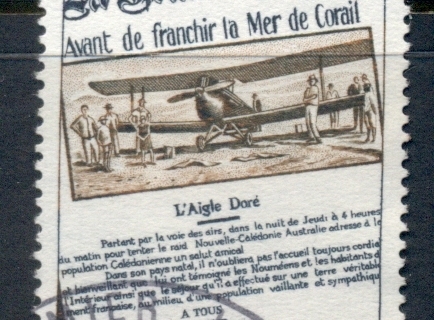 Avant de franchir la Mer de Corail
L'Aigle Doré
Partant par la voie des airs, dans la nuit de Jeudi à 4 heures
du matin pour tenter le raid Nouvelle-Calédonie Australie adresse à la
population Calédonienne un salut amical
Dans son pays natal, il n'oubliera pas l'accueil toujours cordial
et bienveillant que lui ont témoigné les Nouméens et les habitants de
l'Intérieur ainsi que le séjour qu'il a effectué sur une terre véritable
ment française, au milieu d'une population vaillante et sympathique
A TOUS